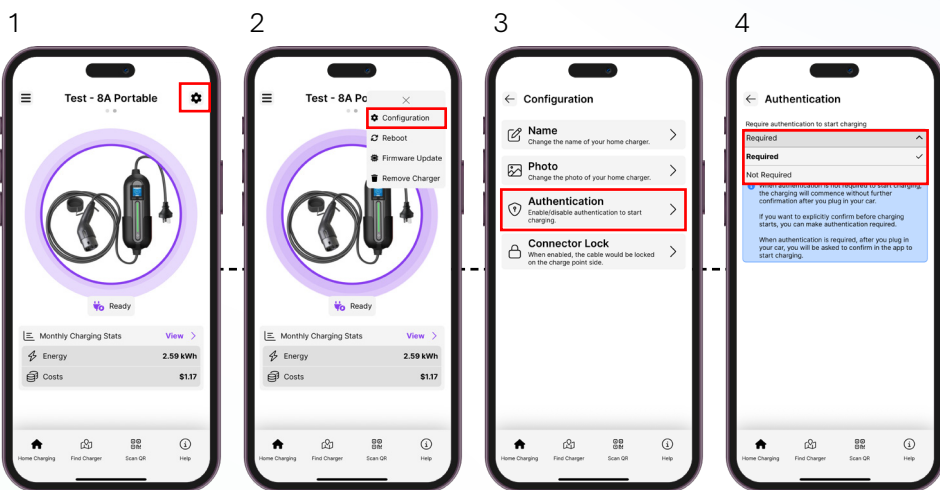 1
2
3
4
Test - 8A Portable
Ready
Monthly Charging Stats
View >
Energy
2.59 kWh
Costs
$1.17
Home Charging
Find Charger
Scan QR
Help
Test - 8A Po
Configuration
Reboot
Firmware Update
Remove Charger
Ready
Monthly Charging Stats
View >
Energy
2.59 kWh
Costs
$1.17
Home Charging
Find Charger
Scan QR
Help
Configuration
Name
Change the name of your home charger.
Photo
Change the photo of your home charger.
Authentication
Enable/disable authentication to start
charging.
Connector Lock
When enabled, the cable would be locked
on the charge point side.
Home Charging
Find Charger
Scan QR
Help
Authentication
Require authentication to start charging
Required
Required
Not Required
When authentication is not required to start charging,
the charging will commence without further
confirmation after you plug in your car.
If you want to explicitly confirm before charging
starts, you can make authentication required.
When authentication is required, after you plug in
your car, you will be asked to confirm in the app to
start charging.
Home Charging
Find Charger
Scan QR
Help